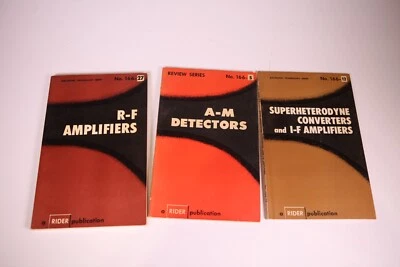 No. 166-27
R-F
AMPLIFIERS
a RIDER publication
REVIEW SERIES
No. 166-
A-M
DETECTORS
a RIDER publication
No. 166-
SUPERHETERODYNE
CONVERTERS
and I-F AMPLIFIERS
a RIDER publication